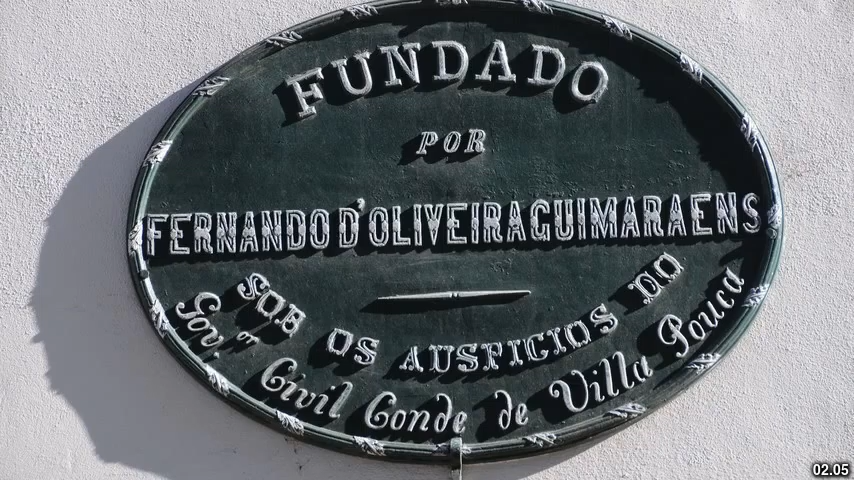 FUNDADO
POR
FERNANDO D'OLIVEIRA GUIMARAENS
SOB OS AUSPICIOS DO
Gov.or Civil Conde de Villa Pouca
02.05